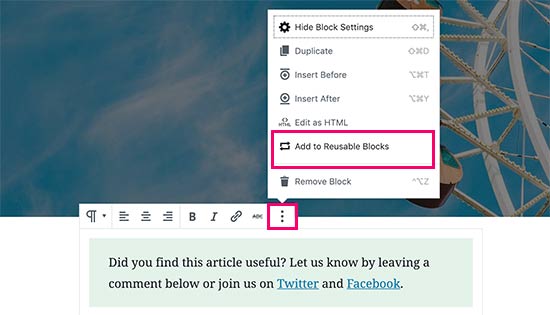 Hide Block Settings ⇧⌘,
Duplicate ⇧⌘D
Insert Before ⌥⌘T
Insert After ⌥⌘Y
HTML Edit as HTML
Add to Reusable Blocks
Remove Block ^⌥Z
¶ B I ABC
Did you find this article useful? Let us know by leaving a
comment below or join us on Twitter and Facebook.